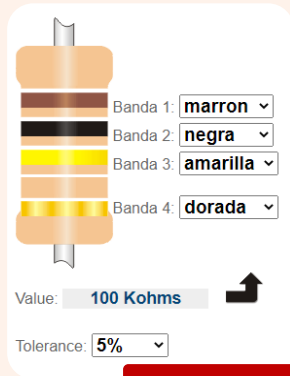 Banda 1: marron
Banda 2: negra
Banda 3: amarilla
Banda 4: dorada
Value: 100 Kohms
Tolerance: 5%